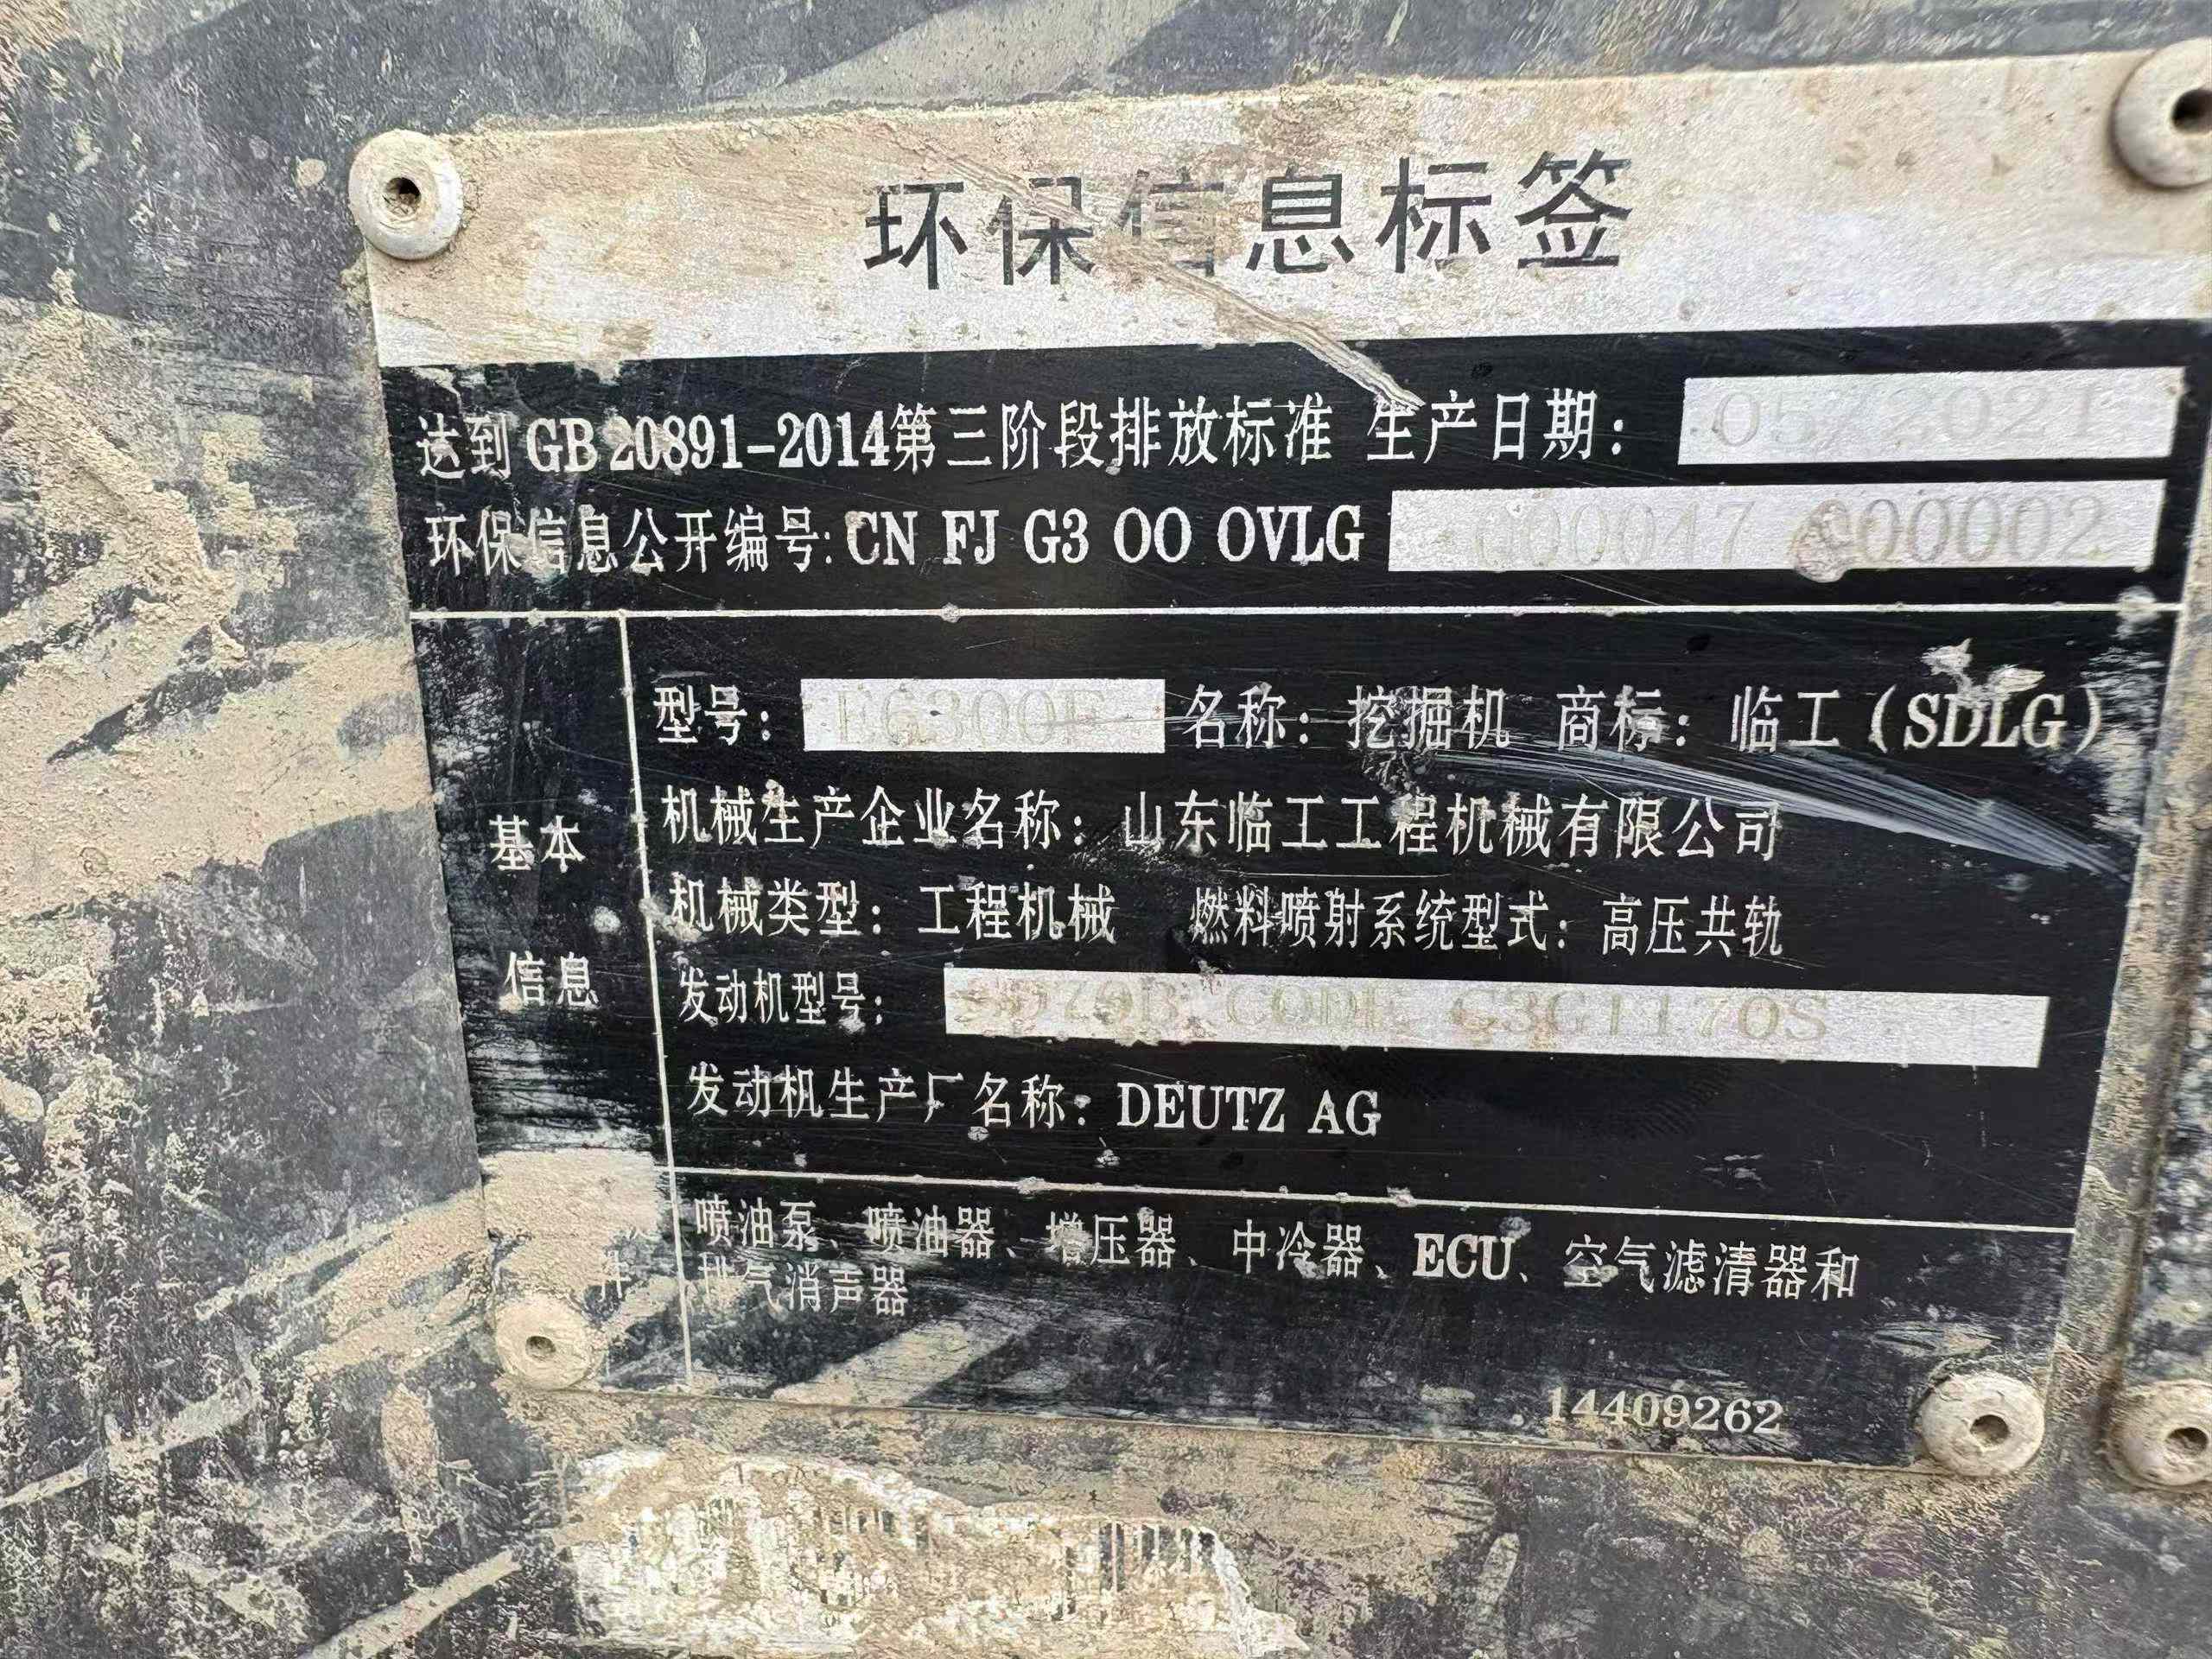 环保信息标签
达到 GB 20891-2014第三阶段排放标准 生产日期: 05 2021
环保信息公开编号: CN FJ G3 OO OVLG 000047 000002
型号: E6300F 名称: 挖掘机 商标: 临工 (SDLG)
机械生产企业名称: 山东临工工程机械有限公司
基本
机械类型: 工程机械 燃料喷射系统型式: 高压共轨
信息
发动机型号: CODE C3G1170S
发动机生产厂名称: DEUTZ AG
喷油泵、喷油器、增压器、中冷器、ECU、空气滤清器和
件 排气消声器
14409262